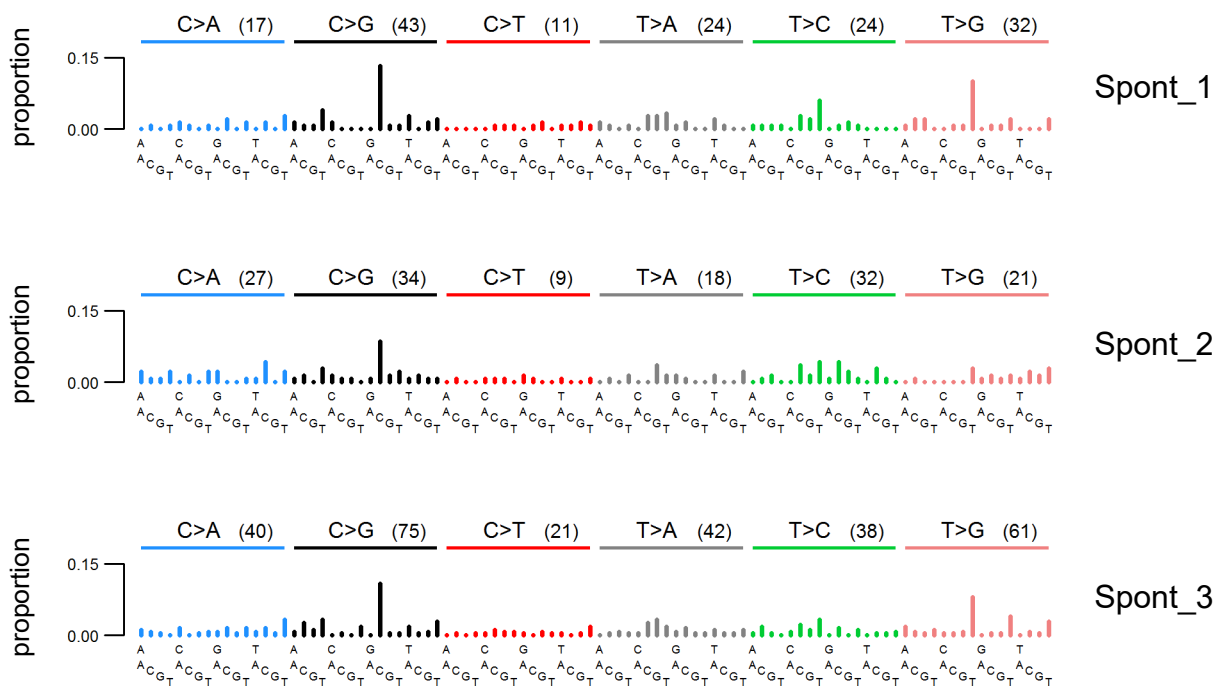 C>A (17) C>G (43) C>T (11) T>A (24) T>C (24) T>G (32)
proportion
0.15
0.00
Spont_1
A C G T A C G T A C G T A C G T A C G T A C G T
A C G T A C G T A C G T A C G T A C G T A C G T A C G T A C G T A C G T A C G T A C G T A C G T A C G T A C G T A C G T A C G T A C G T A C G T A C G T A C G T A C G T A C G T A C G T A C G T
C>A (27) C>G (34) C>T (9) T>A (18) T>C (32) T>G (21)
proportion
0.15
0.00
Spont_2
A C G T A C G T A C G T A C G T A C G T A C G T
A C G T A C G T A C G T A C G T A C G T A C G T A C G T A C G T A C G T A C G T A C G T A C G T A C G T A C G T A C G T A C G T A C G T A C G T A C G T A C G T A C G T A C G T A C G T A C G T
C>A (40) C>G (75) C>T (21) T>A (42) T>C (38) T>G (61)
proportion
0.15
0.00
Spont_3
A C G T A C G T A C G T A C G T A C G T A C G T
A C G T A C G T A C G T A C G T A C G T A C G T A C G T A C G T A C G T A C G T A C G T A C G T A C G T A C G T A C G T A C G T A C G T A C G T A C G T A C G T A C G T A C G T A C G T A C G T